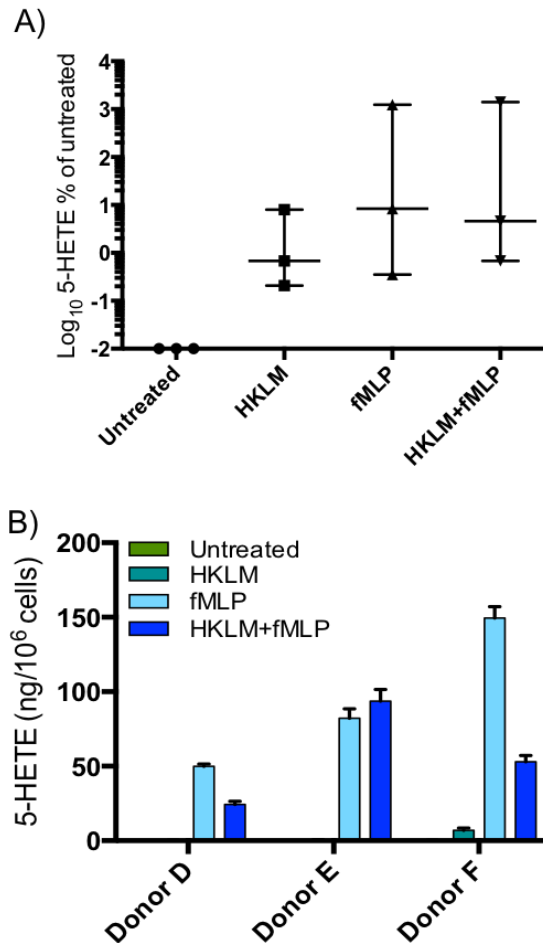 A)
Log10 5-HETE % of untreated
4
3
2
1
0
-1
-2
Untreated
HKLM
fMLP
HKLM+fMLP
B)
5-HETE (ng/10^6 cells)
200
150
100
50
0
Untreated
HKLM
fMLP
HKLM+fMLP
Donor D
Donor E
Donor F